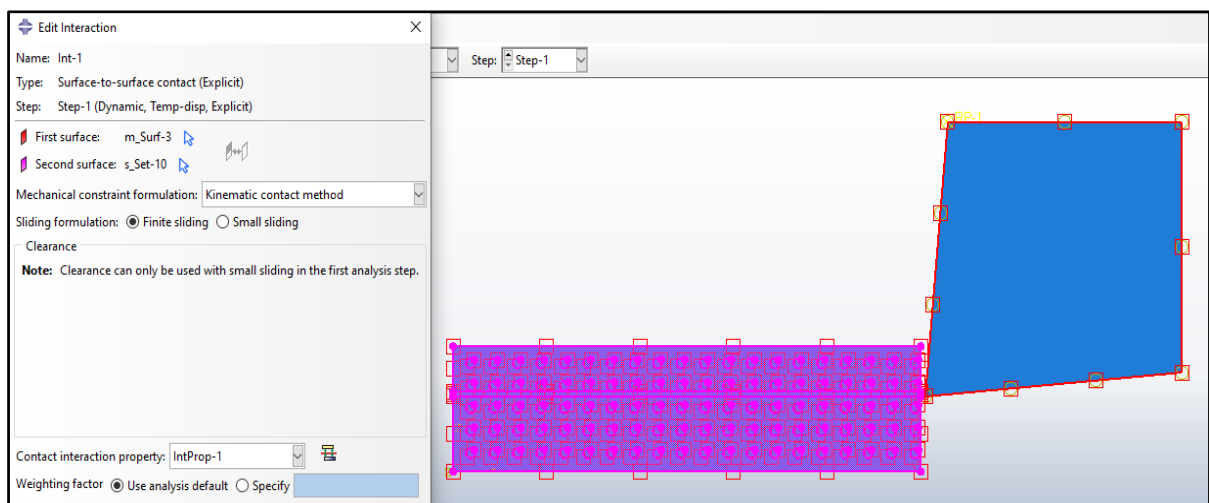 Edit Interaction
Name: Int-1
Type: Surface-to-surface contact (Explicit)
Step: Step-1 (Dynamic, Temp-disp, Explicit)
First surface: m_Surf-3
Second surface: s_Set-10
Mechanical constraint formulation: Kinematic contact method
Sliding formulation: Finite sliding Small sliding
Clearance
Note: Clearance can only be used with small sliding in the first analysis step.
Contact interaction property: IntProp-1
Weighting factor Use analysis default Specify
Step: Step-1
RP-1